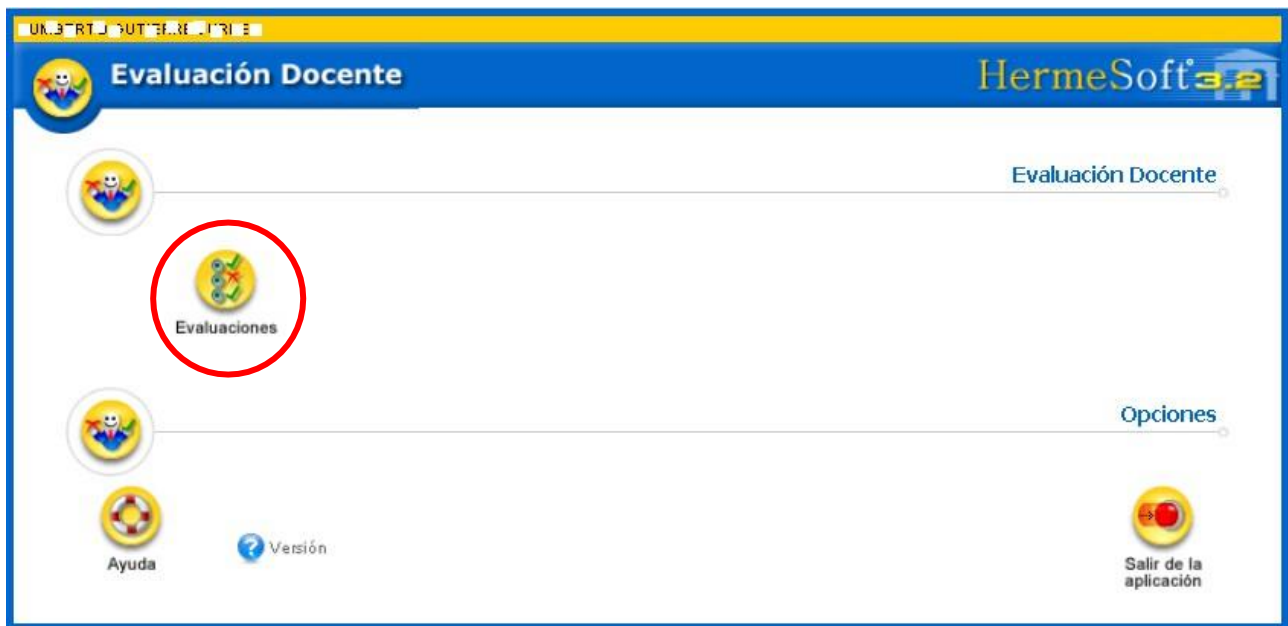 Evaluación Docente
HermeSoft 3.2
Evaluación Docente
Evaluaciones
Opciones
Ayuda
Versión
Salir de la
aplicación